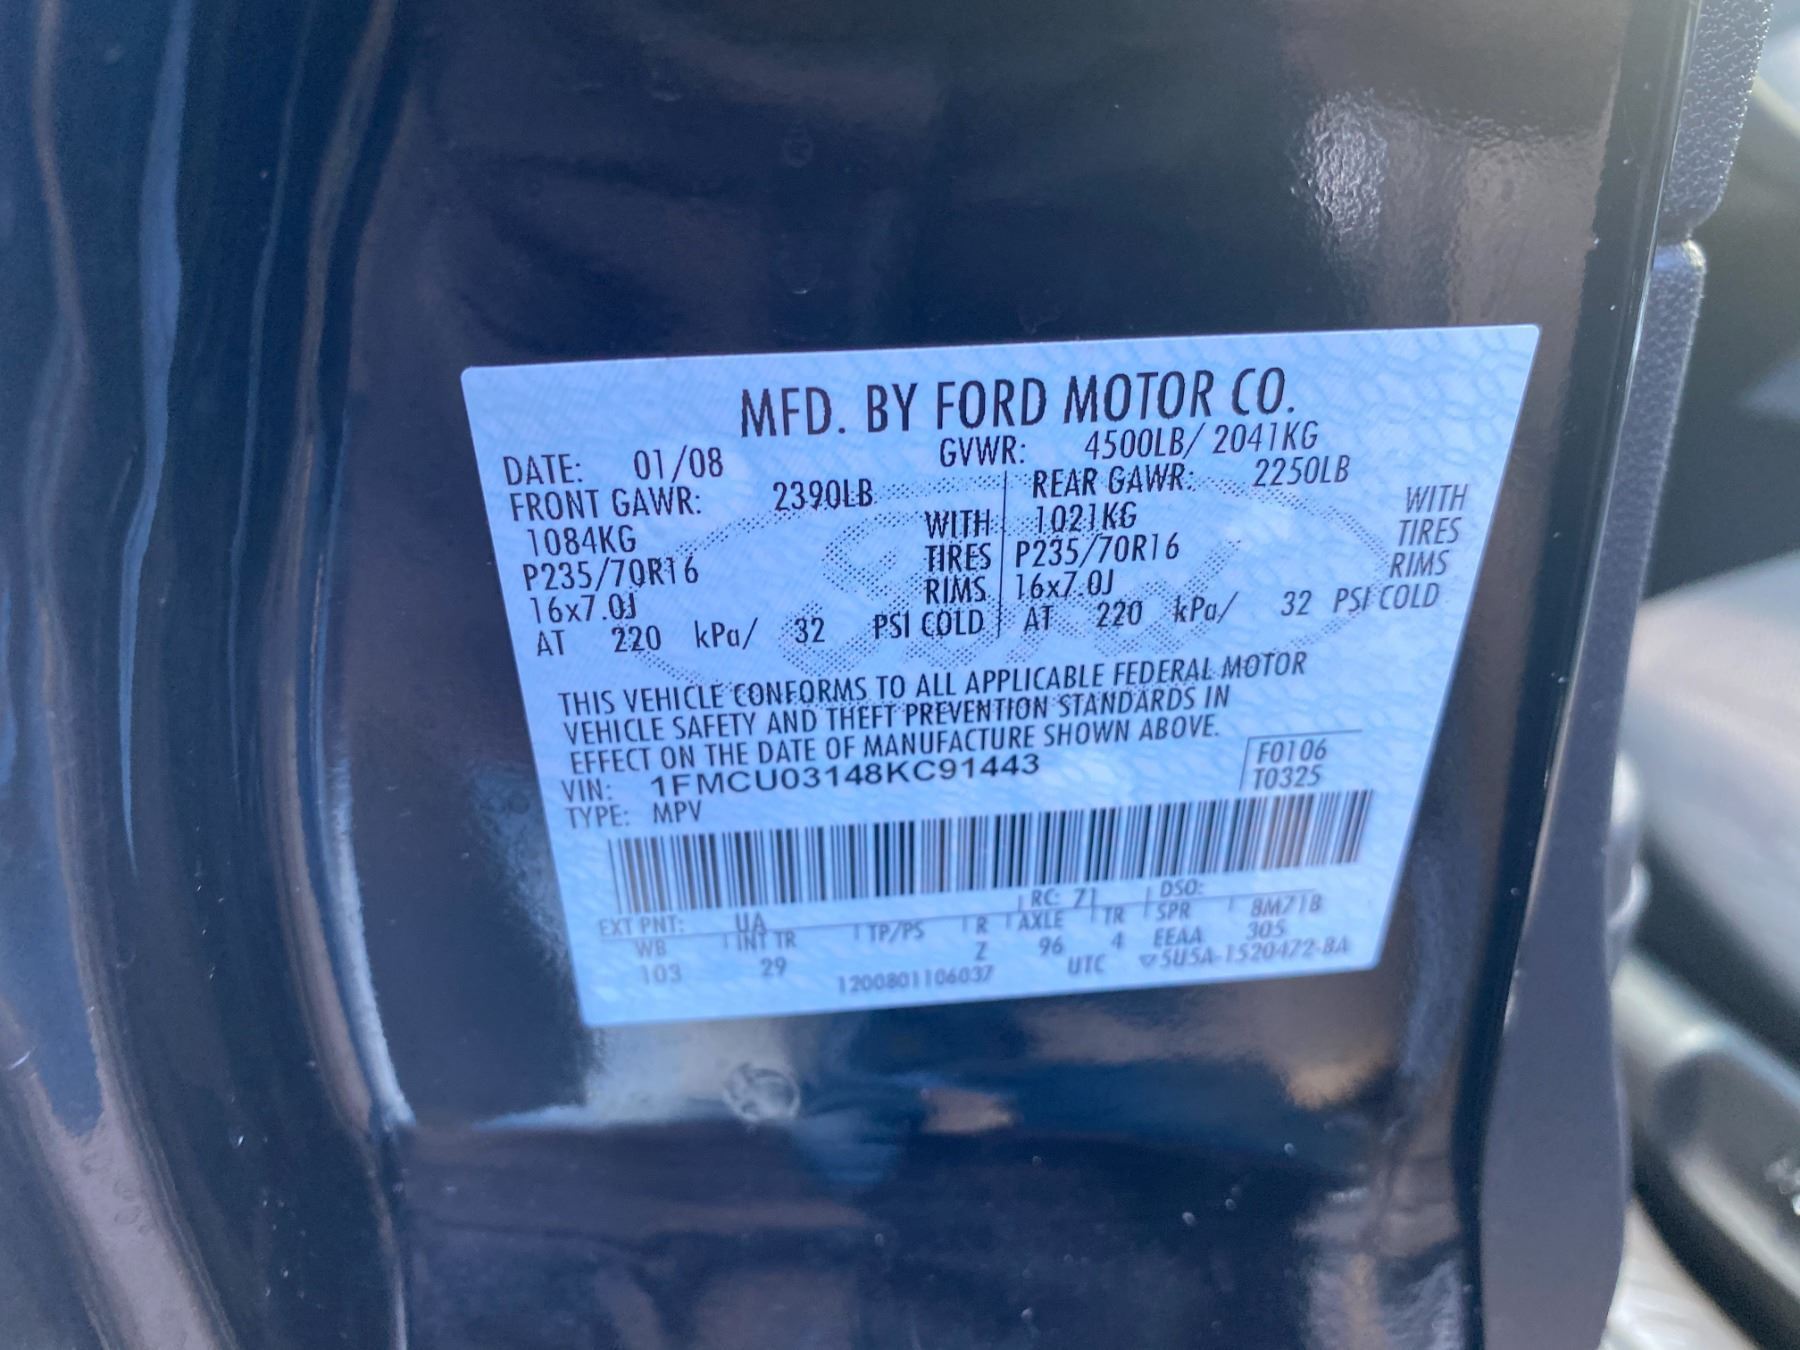 MFD. BY FORD MOTOR CO.
DATE: 01/08 GVWR: 4500LB/ 2041KG
FRONT GAWR: 2390LB REAR GAWR: 2250LB
1084KG WITH 1021KG WITH
P235/70R16 TIRES P235/70R16 TIRES
16x7.0J RIMS 16x7.0J RIMS
AT 220 kPa/ 32 PSI COLD AT 220 kPa/ 32 PSI COLD
THIS VEHICLE CONFORMS TO ALL APPLICABLE FEDERAL MOTOR
VEHICLE SAFETY AND THEFT PREVENTION STANDARDS IN
EFFECT ON THE DATE OF MANUFACTURE SHOWN ABOVE.
VIN: 1FMCU03148KC91443 F0106
TYPE: MPV T0325
EXT PNT: UA RC: 71 DSO:
WB INT TR TP/PS R AXLE TR SPR 8M71B
103 29 Z 96 4 EEAA 305
1200801106037 UTC ▽5U5A-1520472-BA